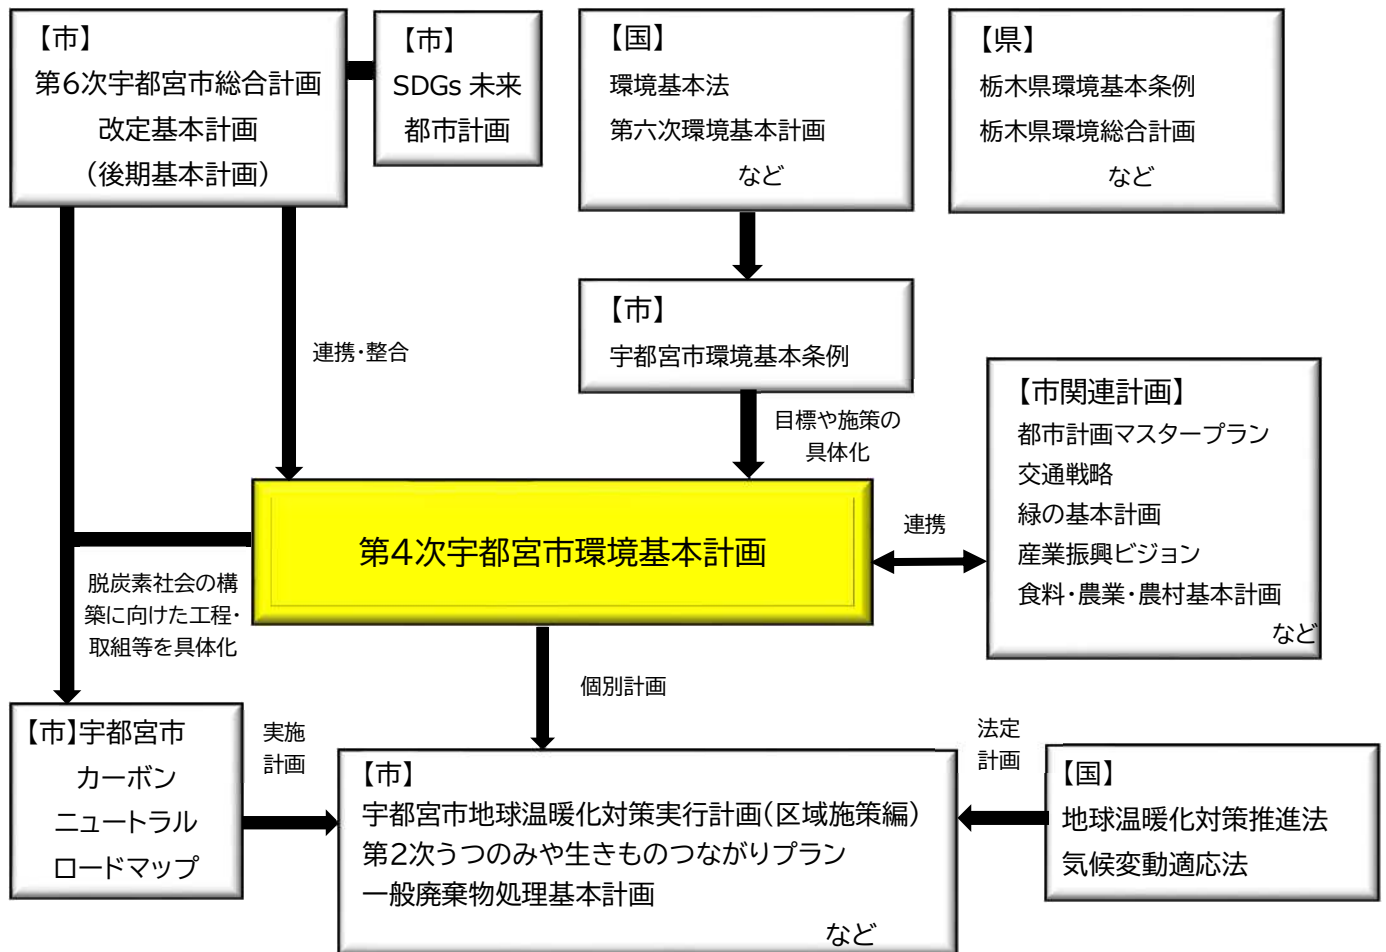 【市】
第6次宇都宮市総合計画
改定基本計画
(後期基本計画)
【市】
SDGs 未来
都市計画
【国】
環境基本法
第六次環境基本計画
など
【県】
栃木県環境基本条例
栃木県環境総合計画
など
連携・整合
【市】
宇都宮市環境基本条例
目標や施策の
具体化
【市関連計画】
都市計画マスタープラン
交通戦略
緑の基本計画
産業振興ビジョン
食料・農業・農村基本計画
など
第4次宇都宮市環境基本計画
連携
脱炭素社会の構
築に向けた工程・
取組等を具体化
個別計画
【市】宇都宮市
カーボン
ニュートラル
ロードマップ
実施
計画
【市】
宇都宮市地球温暖化対策実行計画(区域施策編)
第2次うつのみや生きものつながりプラン
一般廃棄物処理基本計画
など
法定
計画
【国】
地球温暖化対策推進法
気候変動適応法